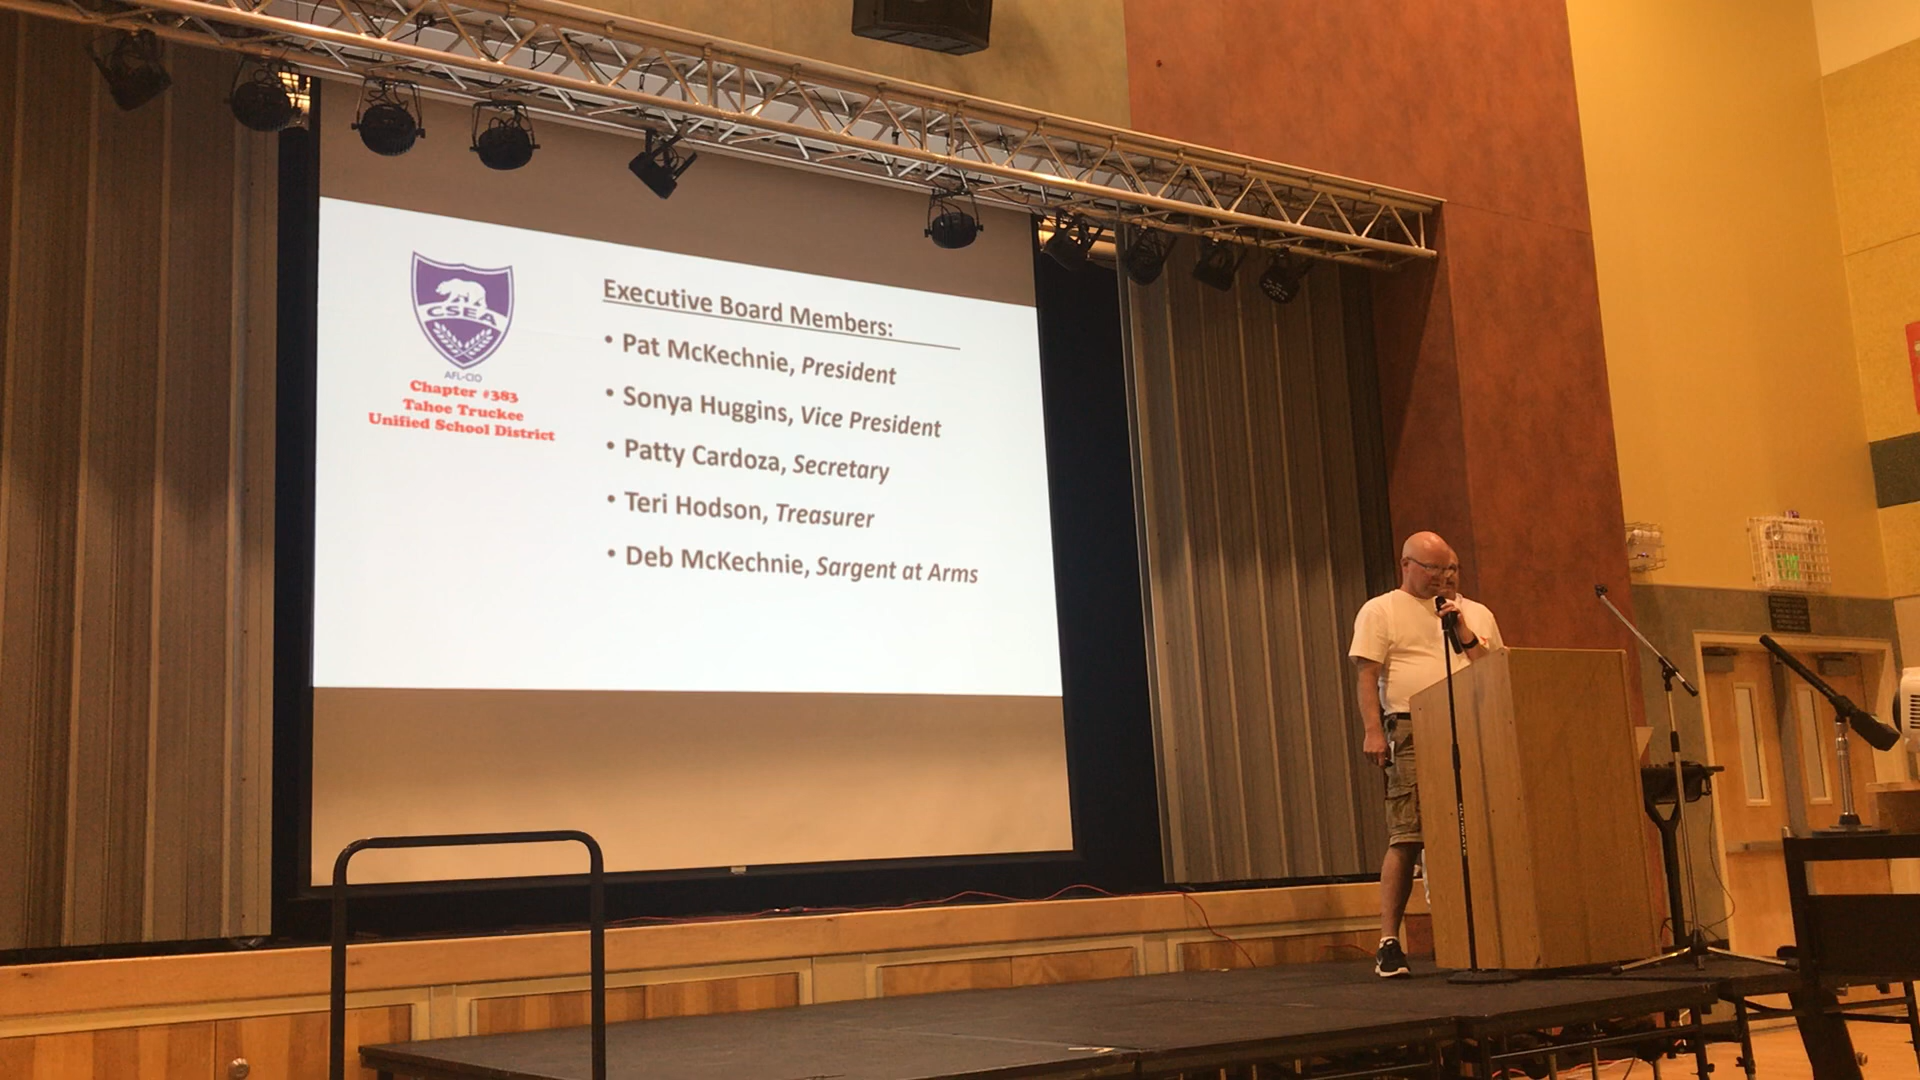 CSEA
AFL-CIO
Chapter #383
Tahoe Truckee
Unified School District
Executive Board Members:
• Pat McKechnie, President
• Sonya Huggins, Vice President
• Patty Cardoza, Secretary
• Teri Hodson, Treasurer
• Deb McKechnie, Sargent at Arms